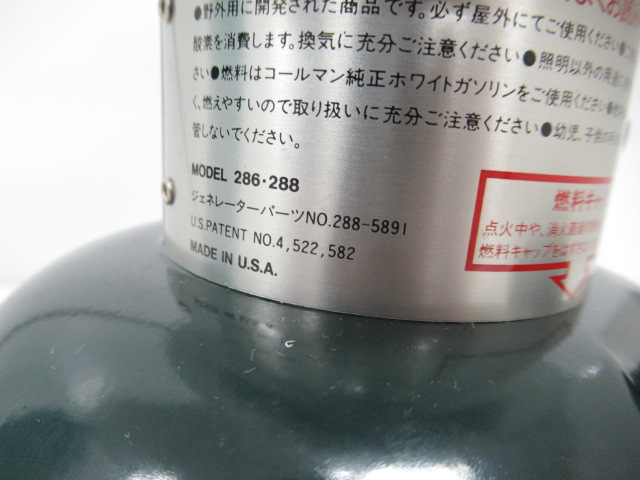 ●野外用に開発された商品です。必ず屋外にてご使用ください●
酸素を消費します。換気に充分ご注意ください●照明以外の用途に
さい●燃料はコールマン純正ホワイトガソリンをご使用ください●
く、燃えやすいので取り扱いに充分ご注意ください●幼児、子供の
管しないでください。
MODEL 286・288
ジェネレーターパーツNO.288-5891
U.S.PATENT NO.4,522,582
MADE IN U.S.A.
燃料キャ
点火中や、消火直後
燃料キャップをはず